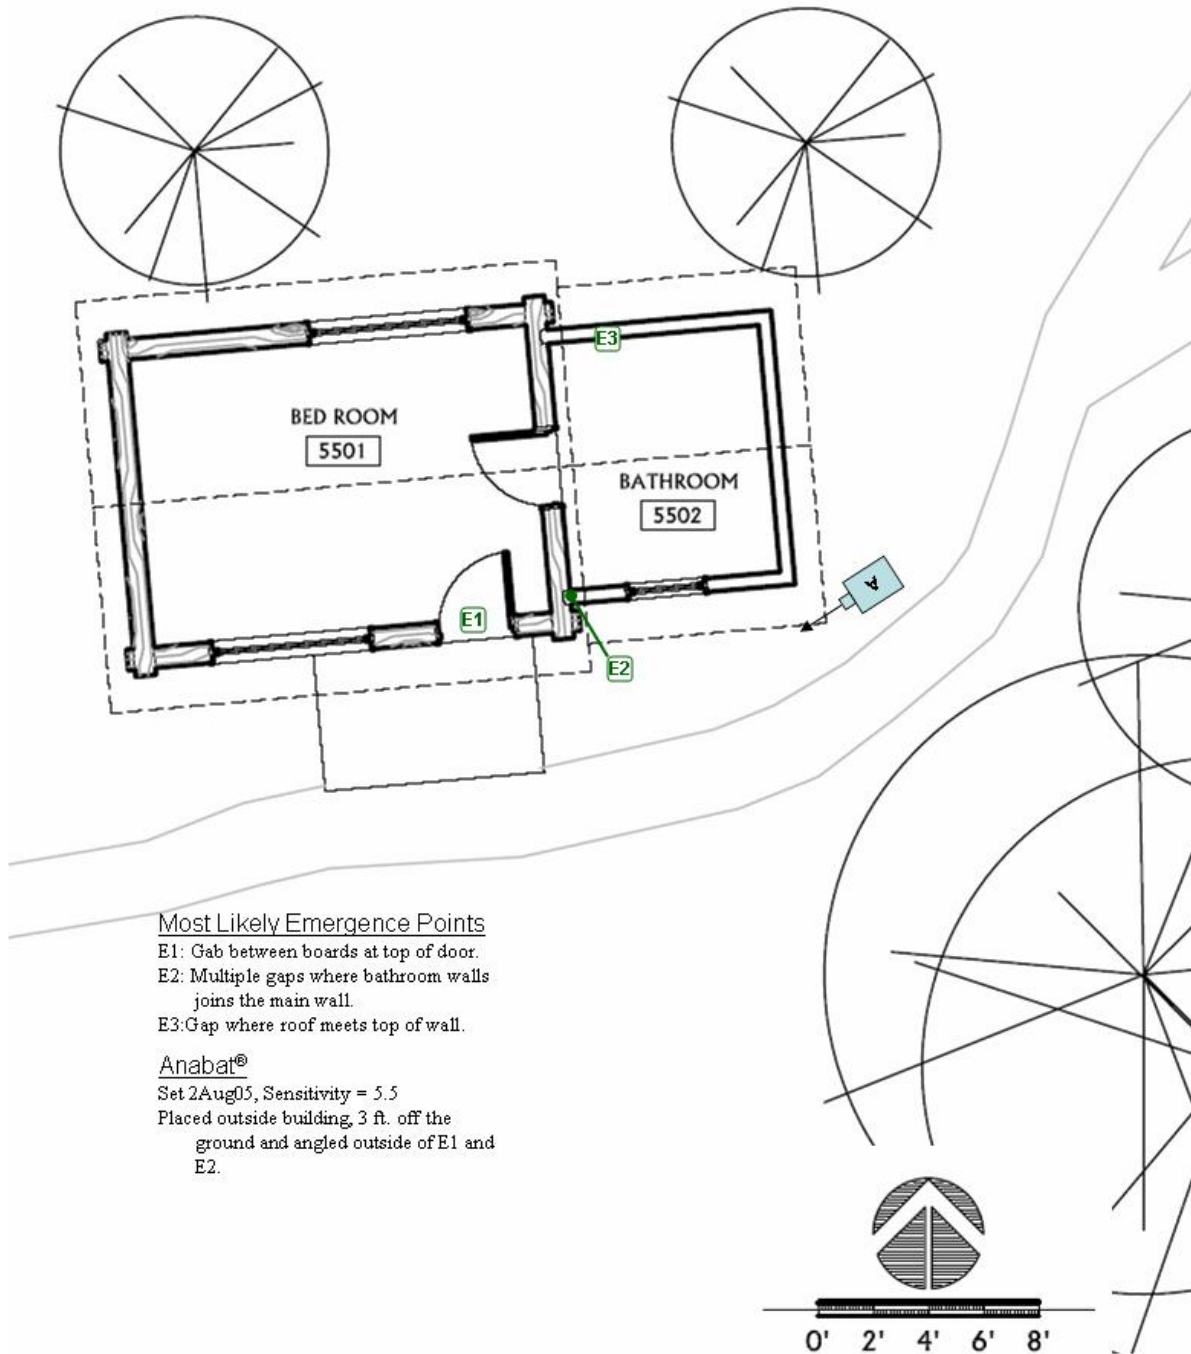 E3
BED ROOM
5501
BATHROOM
5502
A
E1
E2
Most Likely Emergence Points
E1: Gab between boards at top of door.
E2: Multiple gaps where bathroom walls
joins the main wall.
E3:Gap where roof meets top of wall.
Anabat®
Set 2Aug05, Sensitivity = 5.5
Placed outside building, 3 ft. off the
ground and angled outside of E1 and
E2.
0' 2' 4' 6' 8'